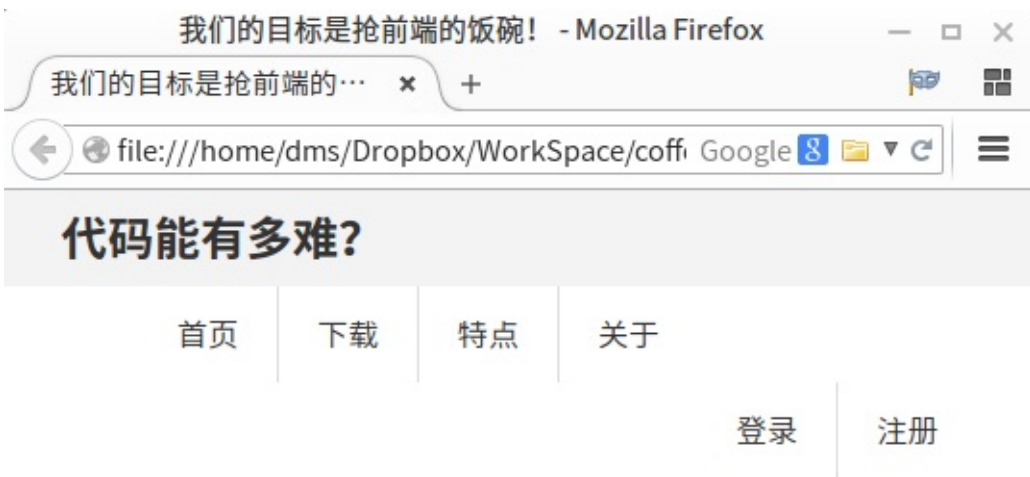 我们的目标是抢前端的饭碗! - Mozilla Firefox
我们的目标是抢前端的… × +
file:///home/dms/Dropbox/WorkSpace/coff Google 8
代码能有多难?
首页 下载 特点 关于
登录 注册